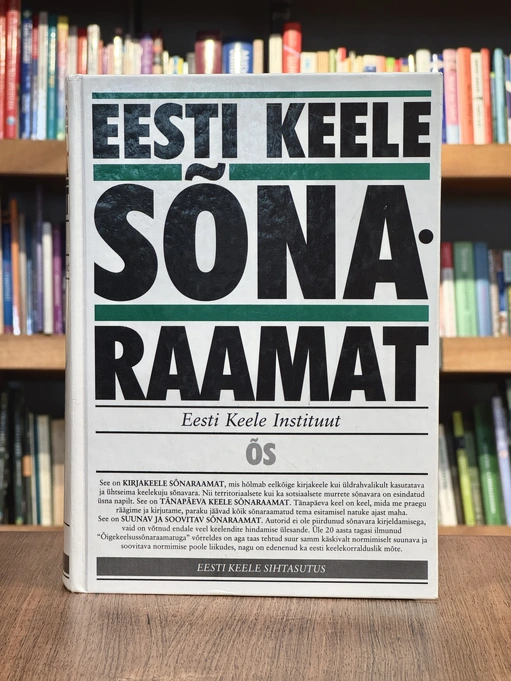 EESTI KEELE
SÕNA·
RAAMAT
Eesti Keele Instituut
ÕS
See on KIRJAKEELE SÕNARAAMAT, mis hõlmab eelkõige kirjakeele kui üldrahvalikult kasutatava
ja ühtseima keelekuju sõnavara. Nii territoriaalsete kui ka sotsiaalsete murrete sõnavara on esindatud
üsna napilt. See on TÄNAPÄEVA KEELE SÕNARAAMAT. Tänapäeva keel on keel, mida me praegu
räägime ja kirjutame, paraku jäävad kõik sõnaraamatud tema esitamisel natuke ajast maha.
See on SUUNAV JA SOOVITAV SÕNARAAMAT. Autorid ei ole piirdunud sõnavara kirjeldamisega,
vaid on võtnud endale veel keelendite hindamise ülesande. Üle 20 aasta tagasi ilmunud
"Õigekeelsussõnaraamatuga" võrreldes on aga taas tehtud suur samm käskivalt normimiselt suunava ja
soovitava normimise poole liikudes, nagu on edenenud ka eesti keelekorralduslik mõte.
EESTI KEELE SIHTASUTUS